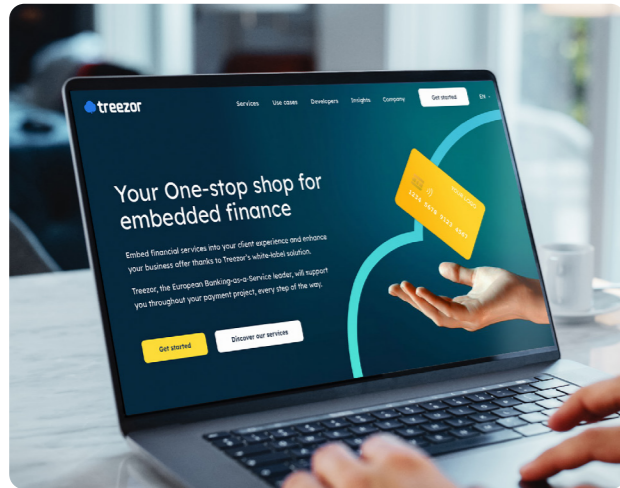 treezor
Services Use cases Developers Insights Company Get started EN
Your One-stop shop for
embedded finance
Embed financial services into your client experience and enhance
your business offer thanks to Treezor's white-label solution.
Treezor, the European Banking-as-a-Service leader, will support
you throughout your payment project, every step of the way.
Get started Discover our services